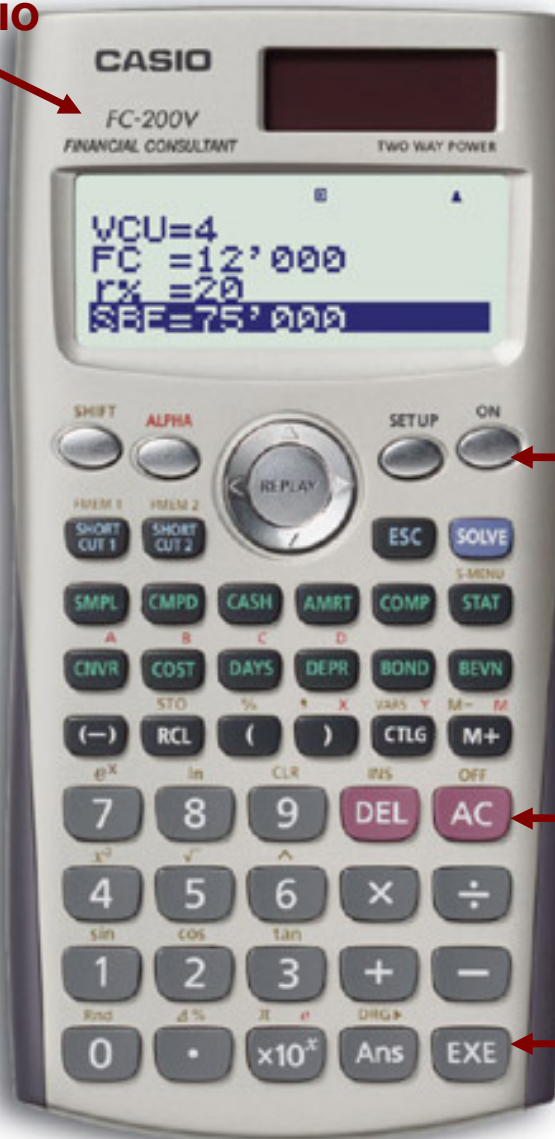 IO
CASIO
FC-200V
FINANCIAL CONSULTANT TWO WAY POWER
VCU=4
FC =12'000
r% =20
SBE=75'000
SHIFT ALPHA SETUP ON
REPLAY
FMEM 1 FMEM 2
SHORT CUT 1 SHORT CUT 2 ESC SOLVE
S-MENU
SMPL CMPD CASH AMRT COMP STAT
A B C D
CNVR COST DAYS DEPR BOND BEVN
STO % , X VARS Y M− M
(−) RCL ( ) CTLG M+
eˣ ln CLR INS OFF
7 8 9 DEL AC
x² √ ^
4 5 6 × ÷
sin cos tan
1 2 3 + −
Rnd Δ% π e DRG▶
0 • ×10ˣ Ans EXE